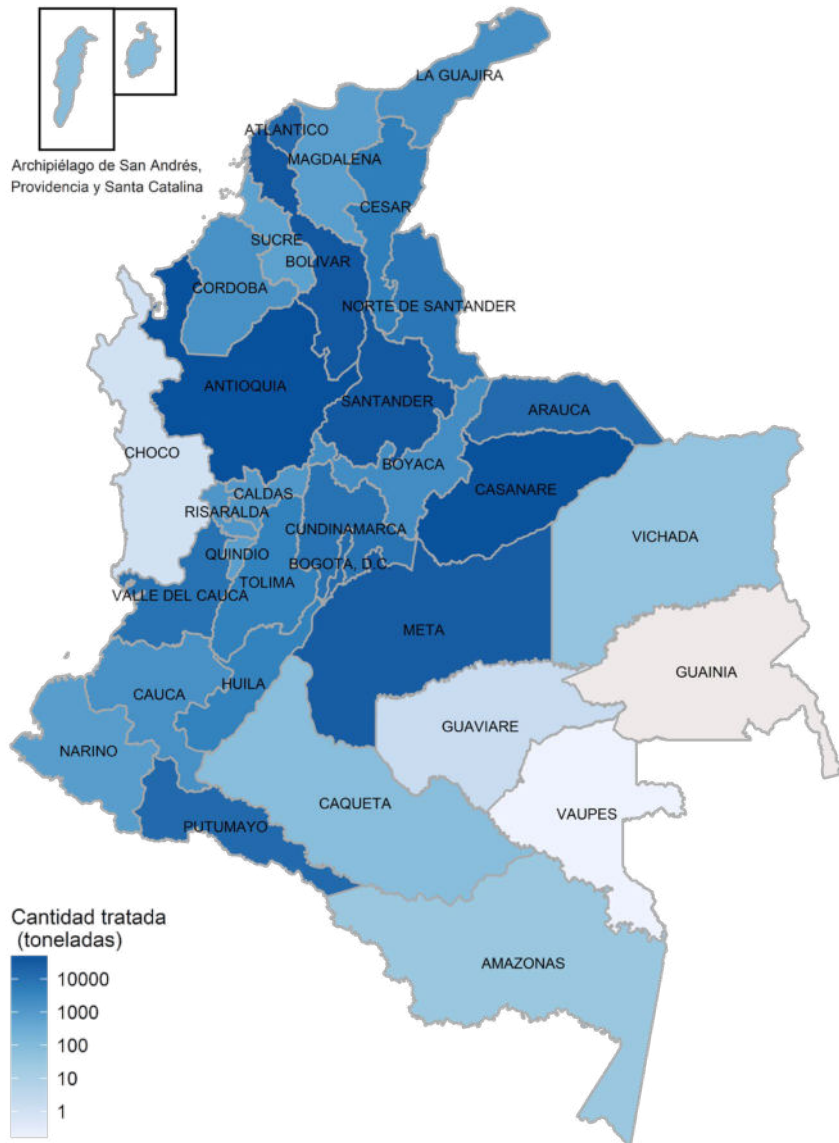 Archipiélago de San Andrés,
Providencia y Santa Catalina
LA GUAJIRA
ATLANTICO
MAGDALENA
CESAR
SUCRE
BOLIVAR
CORDOBA
NORTE DE SANTANDER
ANTIOQUIA
SANTANDER
ARAUCA
CHOCO
BOYACA
CASANARE
CALDAS
RISARALDA
CUNDINAMARCA
VICHADA
QUINDIO
BOGOTA, D.C.
TOLIMA
VALLE DEL CAUCA
META
GUAINIA
HUILA
CAUCA
GUAVIARE
NARINO
CAQUETA
VAUPES
PUTUMAYO
AMAZONAS
Cantidad tratada
(toneladas)
10000
1000
100
10
1